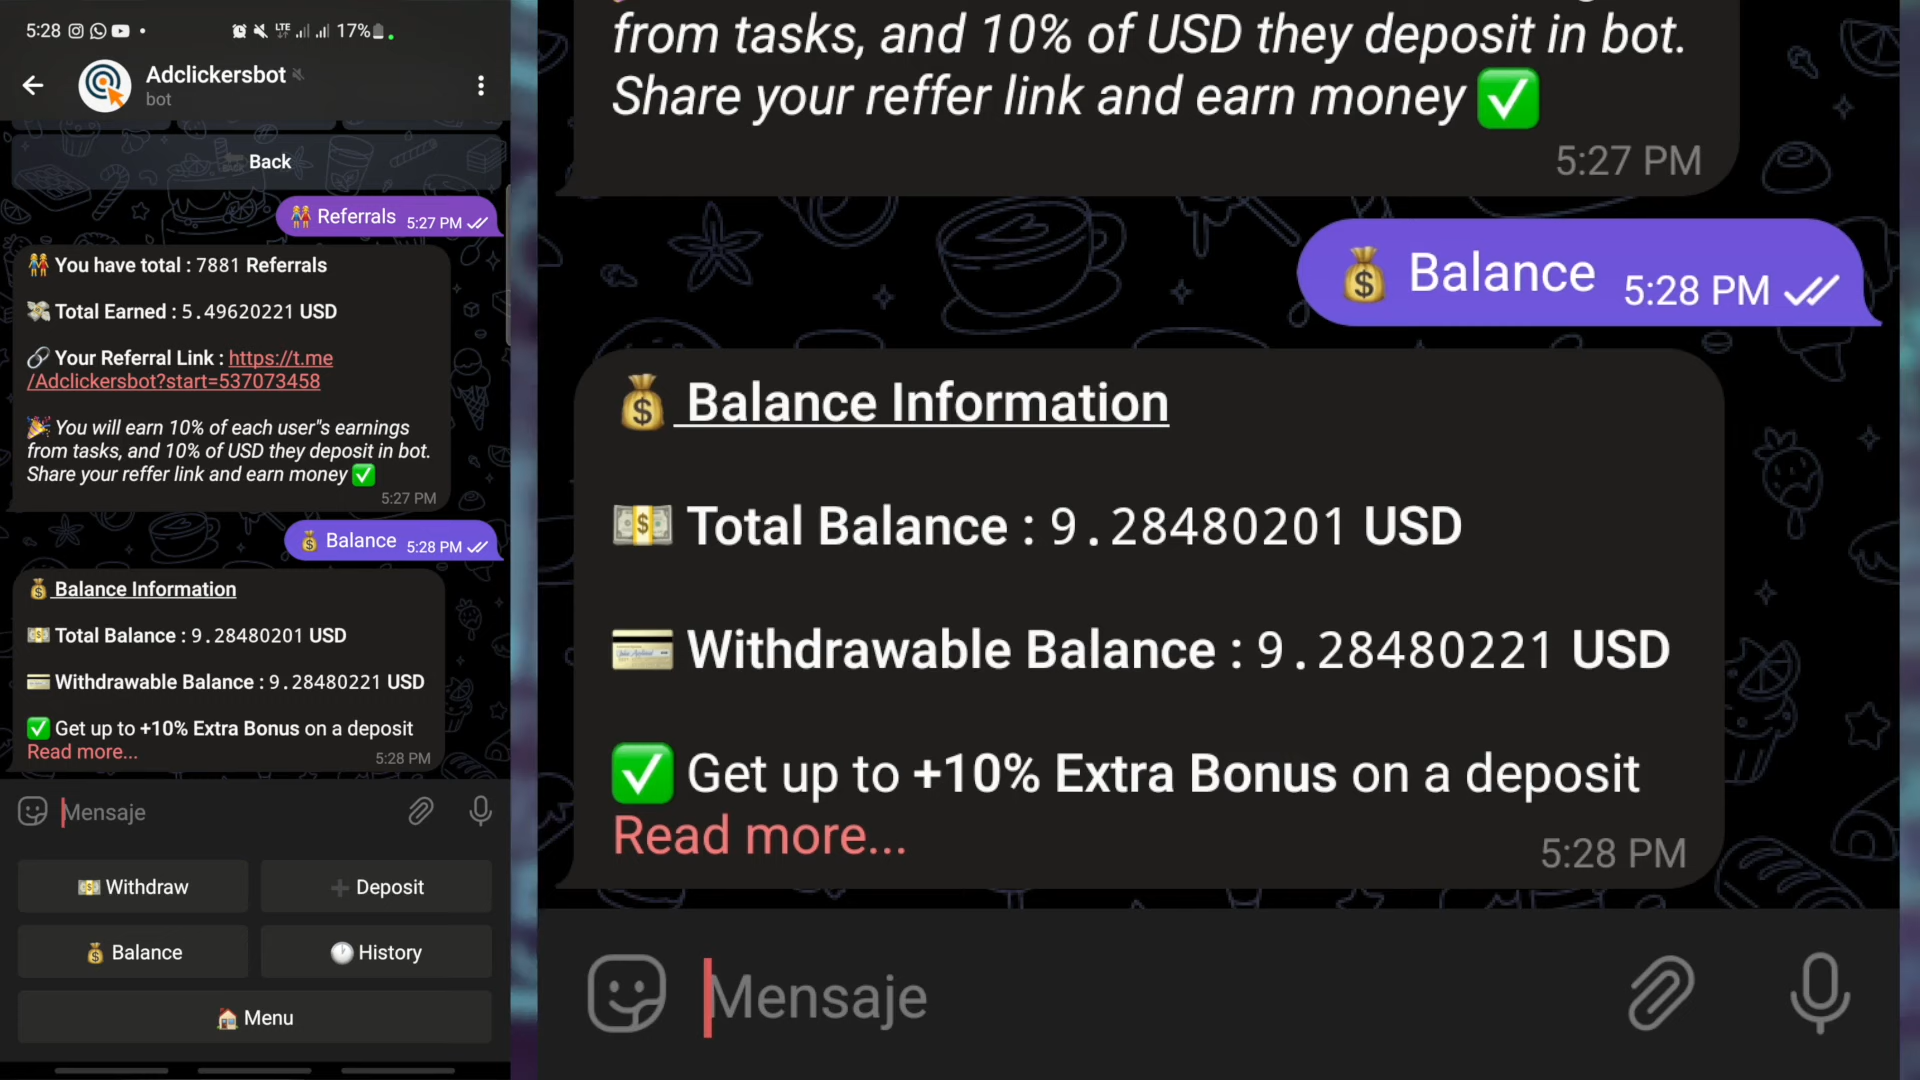 5:28
LTE
17%
Adclickersbot
bot
Back
Referrals 5:27 PM
You have total : 7881 Referrals
Total Earned : 5.49620221 USD
Your Referral Link : https://t.me
/Adclickersbot?start=537073458
You will earn 10% of each user"s earnings
from tasks, and 10% of USD they deposit in bot.
Share your reffer link and earn money
5:27 PM
Balance 5:28 PM
Balance Information
Total Balance : 9.28480201 USD
Withdrawable Balance : 9.28480221 USD
Get up to +10% Extra Bonus on a deposit
Read more...
5:28 PM
Mensaje
Withdraw
Deposit
Balance
History
Menu
from tasks, and 10% of USD they deposit in bot.
Share your reffer link and earn money
5:27 PM
Balance 5:28 PM
Balance Information
Total Balance : 9.28480201 USD
Withdrawable Balance : 9.28480221 USD
Get up to +10% Extra Bonus on a deposit
Read more...
5:28 PM
Mensaje